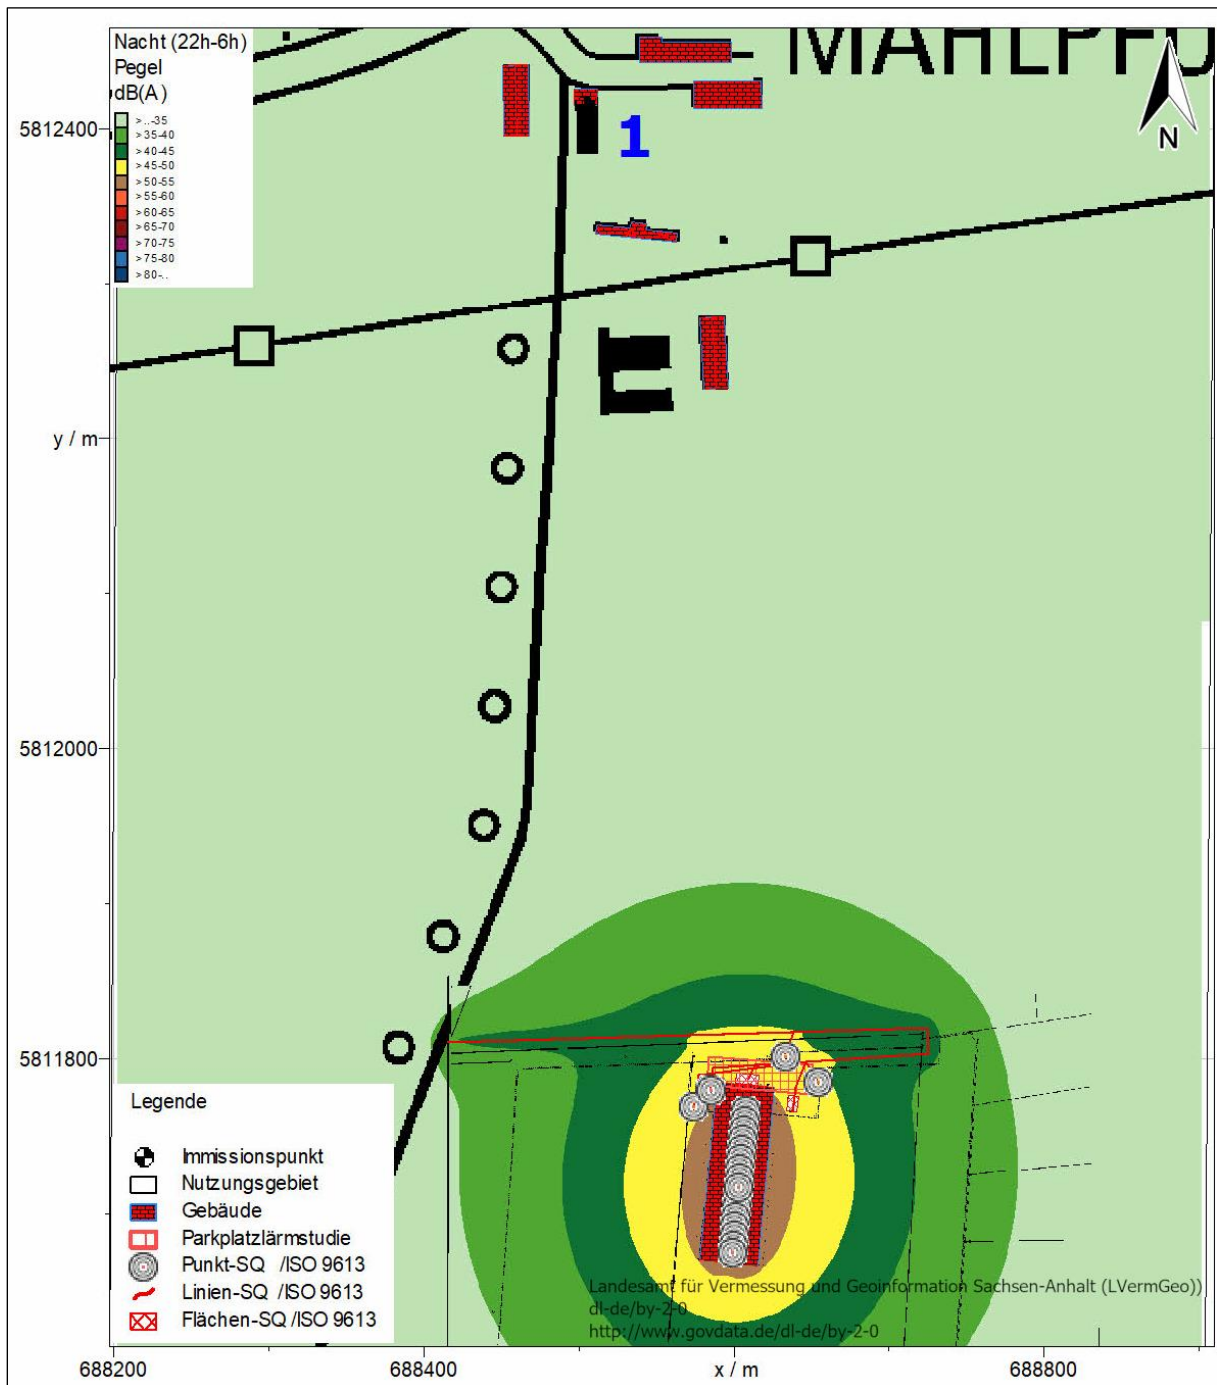 Nacht (22h-6h)
Pegel
dB(A)
>..-35
>35-40
>40-45
>45-50
>50-55
>55-60
>60-65
>65-70
>70-75
>75-80
>80-..
MAHLPFU
N
1
5812400
y / m
5812000
5811800
Legende
Immissionspunkt
Nutzungsgebiet
Gebäude
Parkplatzlärmstudie
Punkt-SQ /ISO 9613
Linien-SQ /ISO 9613
Flächen-SQ /ISO 9613
Landesamt für Vermessung und Geoinformation Sachsen-Anhalt (LVermGeo))
dl-de/by-2-0
http://www.govdata.de/dl-de/by-2-0
688200
688400
x / m
688800